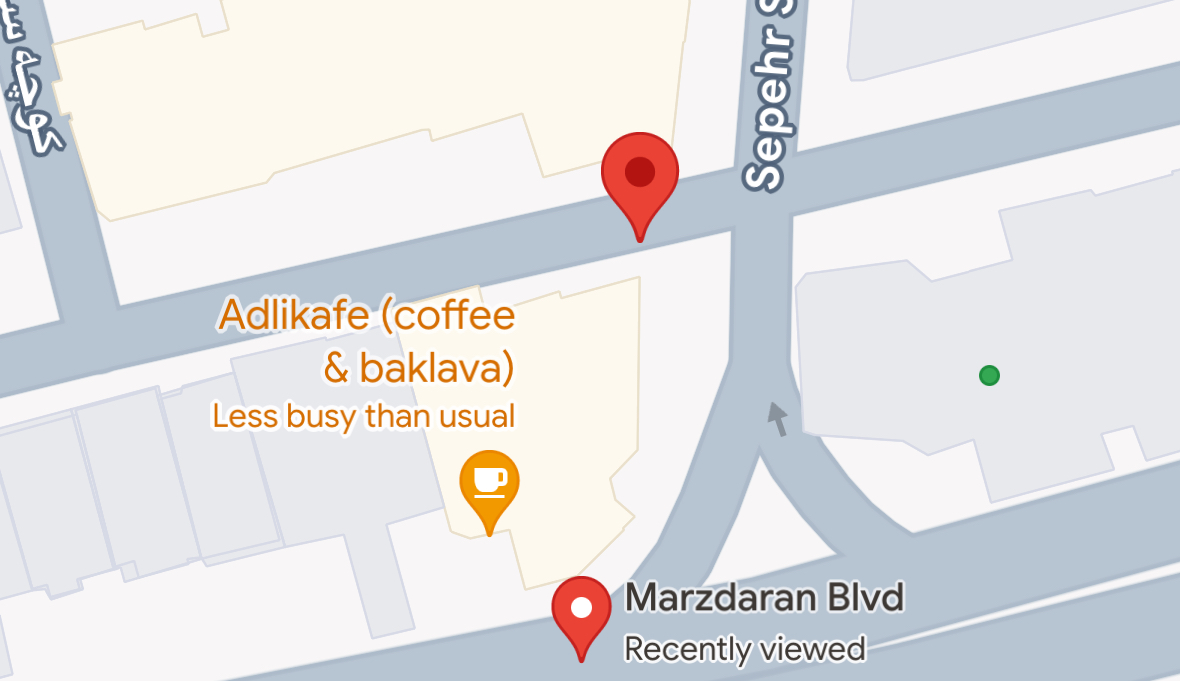 Sepehr S
Adlikafe (coffee
& baklava)
Less busy than usual
Marzdaran Blvd
Recently viewed